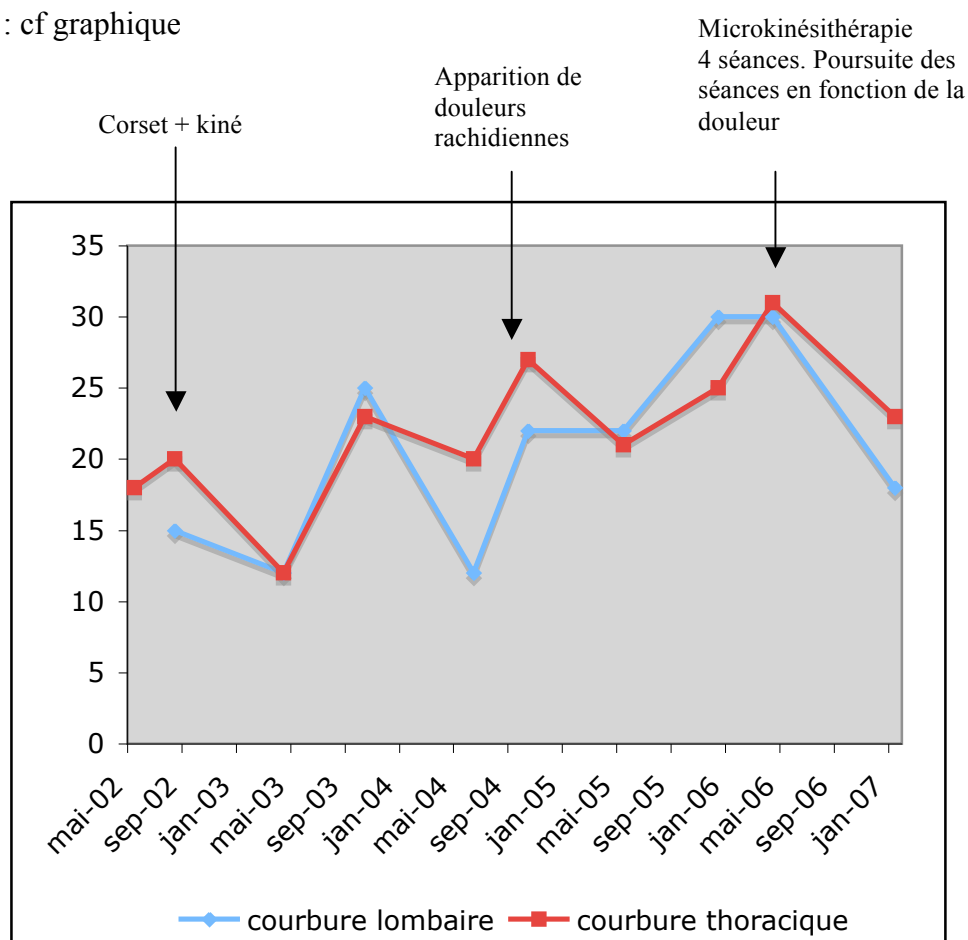 : cf graphique
Microkinésithérapie
4 séances. Poursuite des
séances en fonction de la
douleur
Apparition de
douleurs
rachidiennes
Corset + kiné
35
30
25
20
15
10
5
0
mai-02
sep-02
jan-03
mai-03
sep-03
jan-04
mai-04
sep-04
jan-05
mai-05
sep-05
jan-06
mai-06
sep-06
jan-07
courbure lombaire
courbure thoracique